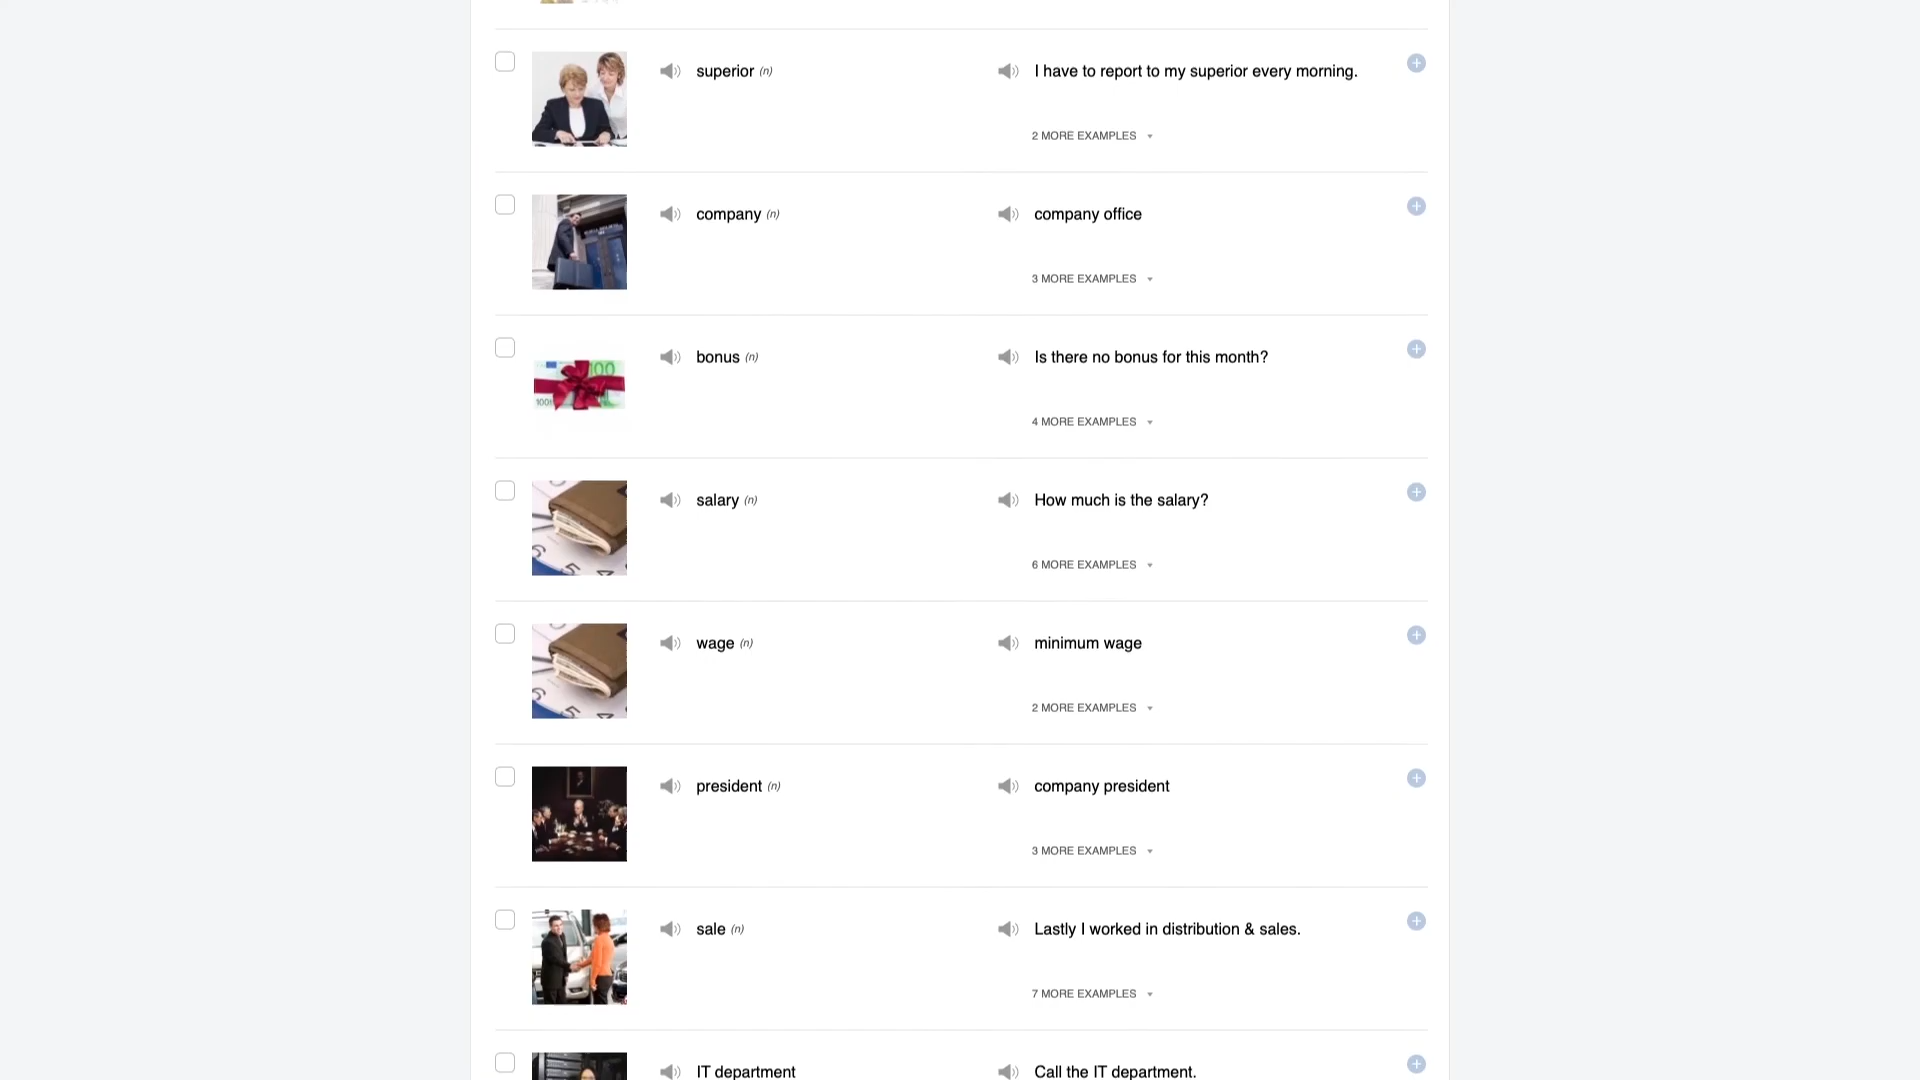 superior (n)
I have to report to my superior every morning.
2 MORE EXAMPLES
company (n)
company office
3 MORE EXAMPLES
bonus (n)
Is there no bonus for this month?
4 MORE EXAMPLES
salary (n)
How much is the salary?
6 MORE EXAMPLES
wage (n)
minimum wage
2 MORE EXAMPLES
president (n)
company president
3 MORE EXAMPLES
sale (n)
Lastly I worked in distribution & sales.
7 MORE EXAMPLES
IT department
Call the IT department.